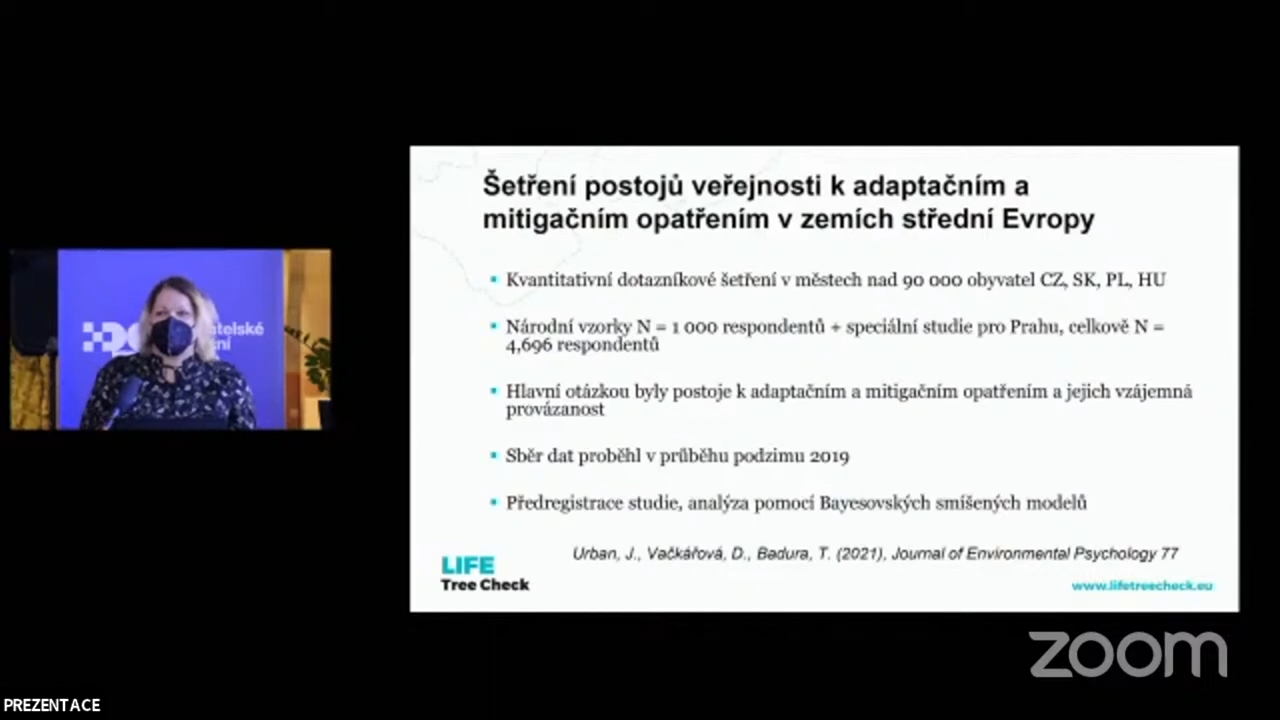 Šetření postojů veřejnosti k adaptačním a
mitigačním opatřením v zemích střední Evropy
Kvantitativní dotazníkové šetření v městech nad 90 000 obyvatel CZ, SK, PL, HU
Národní vzorky N = 1 000 respondentů + speciální studie pro Prahu, celkově N =
4,696 respondentů
Hlavní otázkou byly postoje k adaptačním a mitigačním opatřením a jejich vzájemná
provázanost
Sběr dat proběhl v průběhu podzimu 2019
Předregistrace studie, analýza pomocí Bayesovských smíšených modelů
Urban, J., Vačkářová, D., Badura, T. (2021), Journal of Environmental Psychology 77
LIFE
Tree Check
www.lifetreecheck.eu
zoom
PREZENTACE